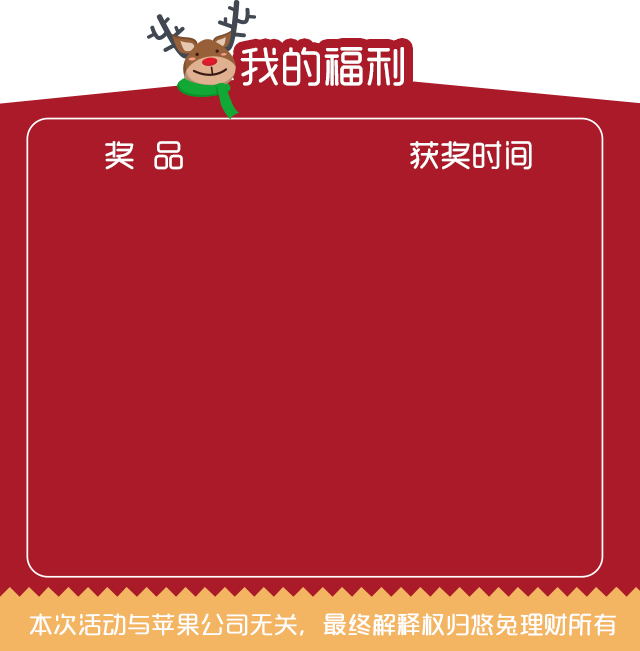 我的福利
奖 品 获奖时间
本次活动与苹果公司无关，最终解释权归悠兔理财所有